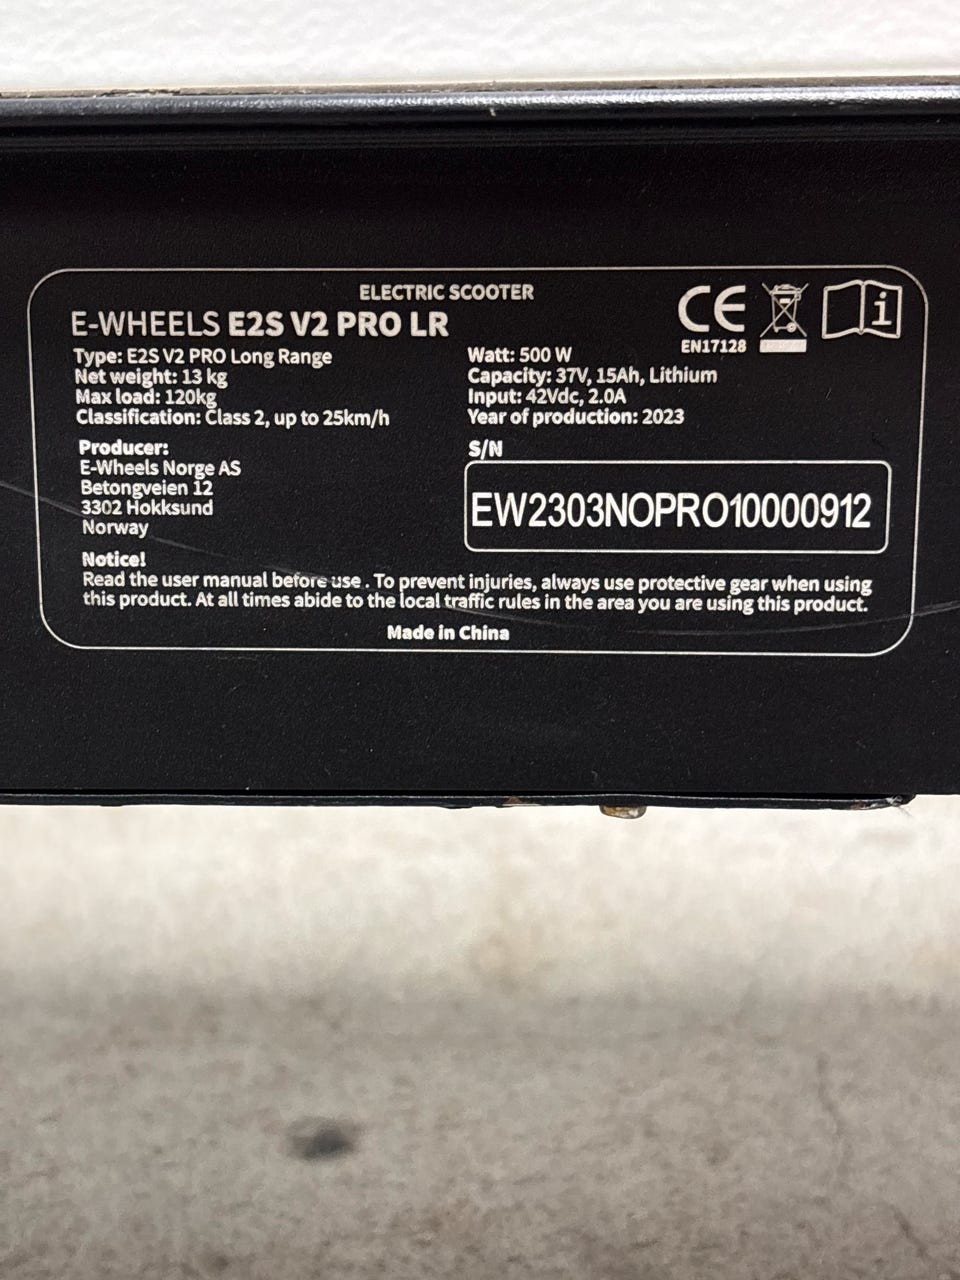 ELECTRIC SCOOTER
E-WHEELS E2S V2 PRO LR
CE
EN17128
i
Type: E2S V2 PRO Long Range
Net weight: 13 kg
Max load: 120kg
Classification: Class 2, up to 25km/h
Watt: 500 W
Capacity: 37V, 15Ah, Lithium
Input: 42Vdc, 2.0A
Year of production: 2023
Producer:
E-Wheels Norge AS
Betongveien 12
3302 Hokksund
Norway
S/N
EW2303NOPRO10000912
Notice!
Read the user manual before use . To prevent injuries, always use protective gear when using
this product. At all times abide to the local traffic rules in the area you are using this product.
Made in China